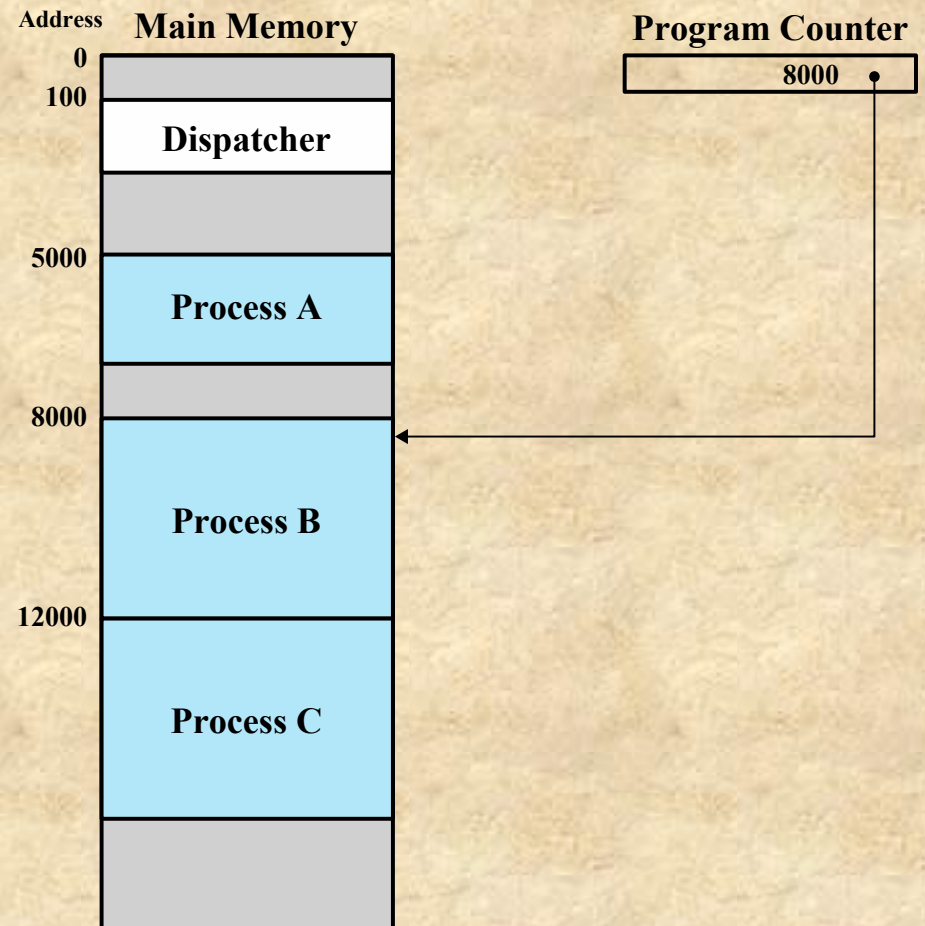 Address
Main Memory
Program Counter
0
8000
100
Dispatcher
5000
Process A
8000
Process B
12000
Process C